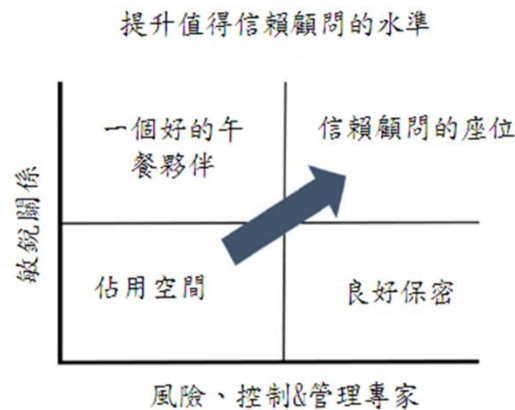 提升值得信賴顧問的水準
一個好的午
餐夥伴
信賴顧問的座位
敏銳關係
佔用空間
良好保密
風險、控制&管理專家